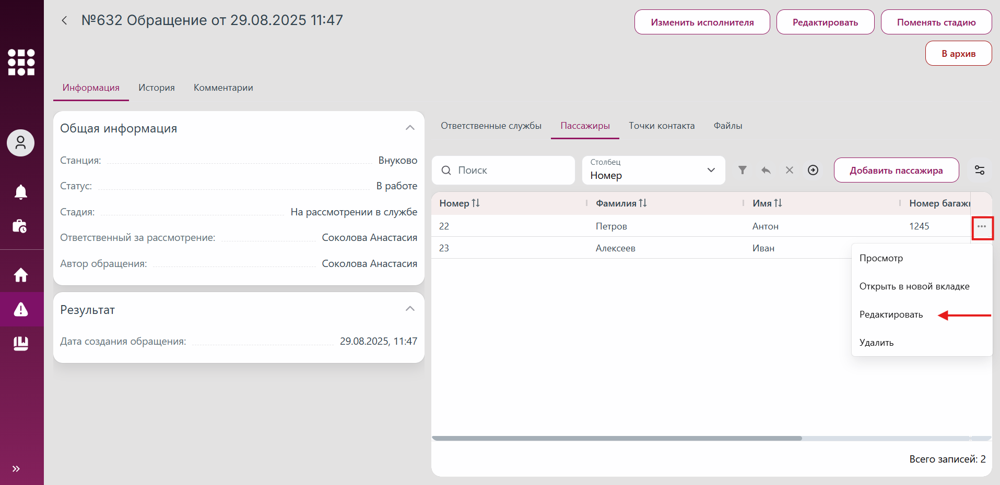 №632 Обращение от 29.08.2025 11:47
Изменить исполнителя
Редактировать
Поменять стадию
В архив
Информация
История
Комментарии
Общая информация
Станция: Внуково
Статус: В работе
Стадия: На рассмотрении в службе
Ответственный за рассмотрение: Соколова Анастасия
Автор обращения: Соколова Анастасия
Результат
Дата создания обращения: 29.08.2025, 11:47
Ответственные службы
Пассажиры
Точки контакта
Файлы
Поиск
Столбец
Номер
Добавить пассажира
Номер Фамилия Имя Номер багаж
22 Петров Антон 1245
23 Алексеев Иван
Просмотр
Открыть в новой вкладке
Редактировать
Удалить
Всего записей: 2